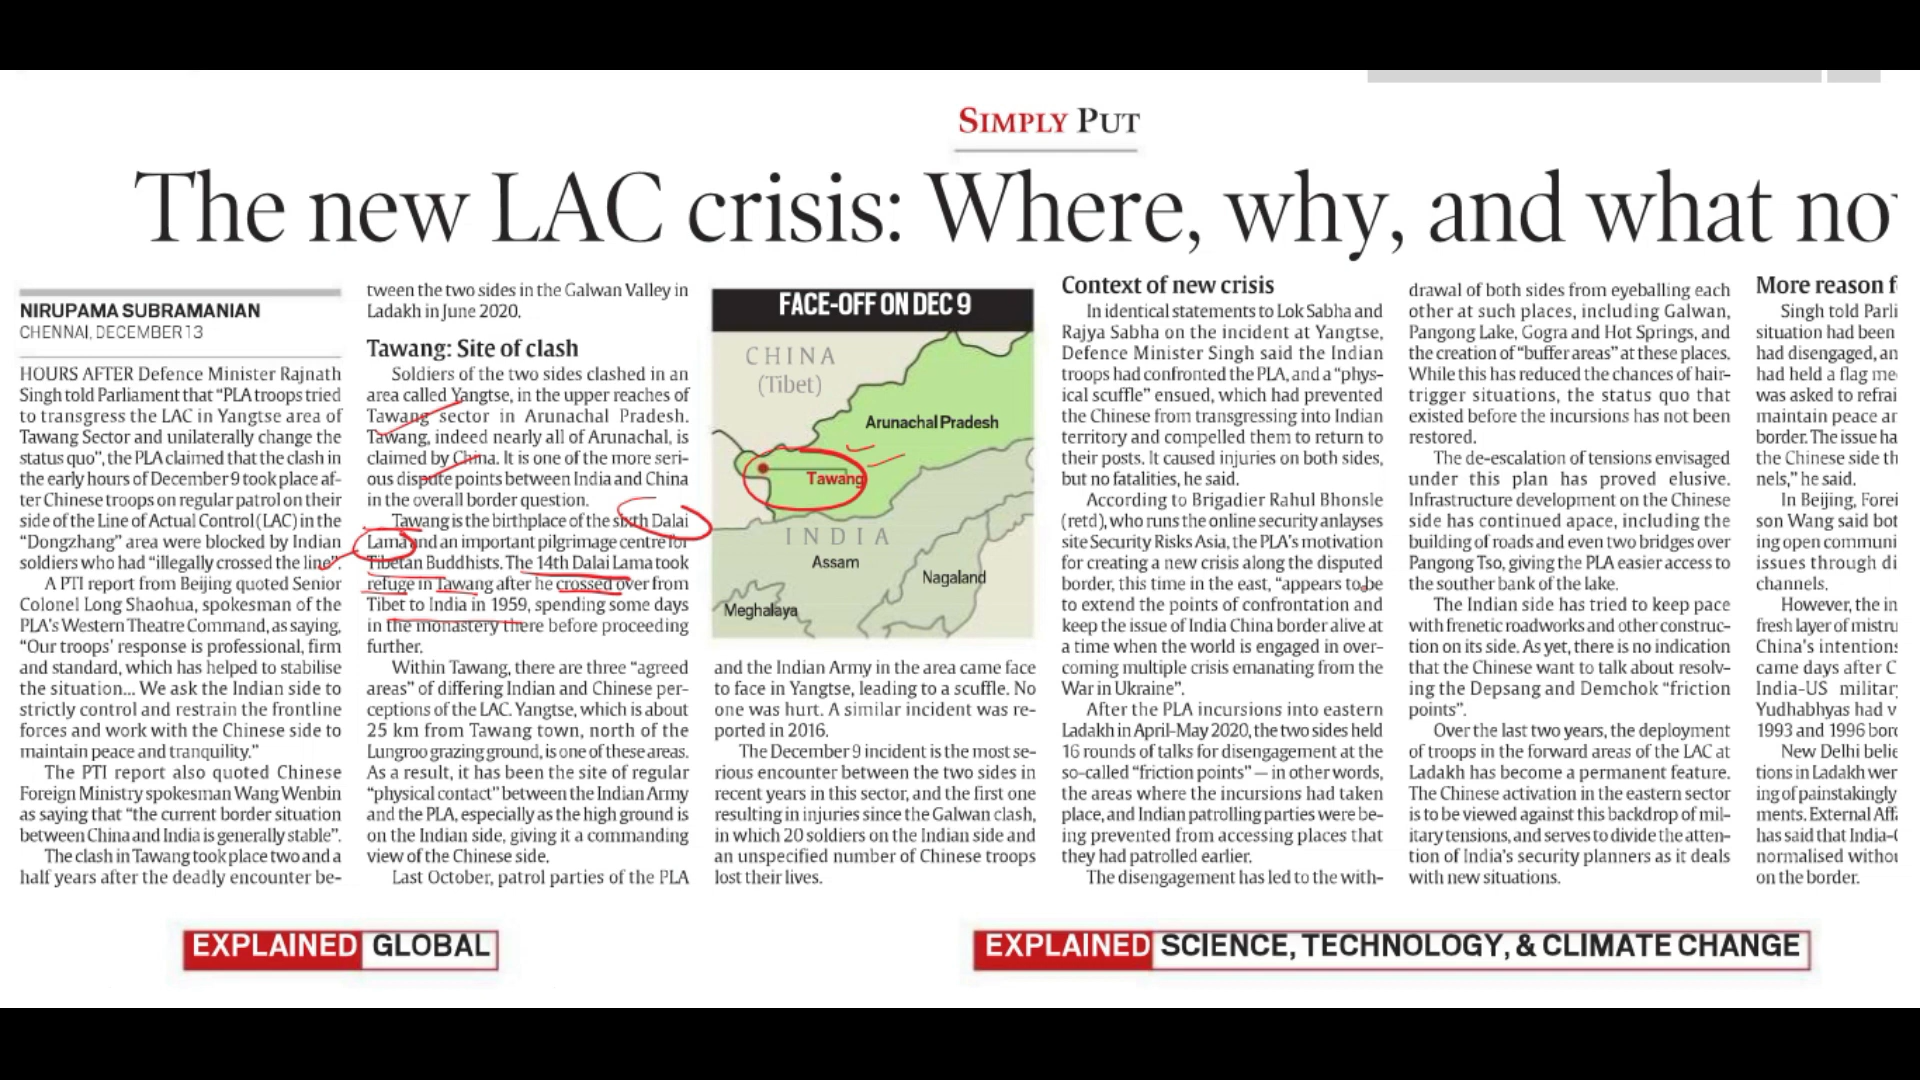 SIMPLY PUT
The new LAC crisis: Where, why, and what no
NIRUPAMA SUBRAMANIAN
CHENNAI, DECEMBER 13
HOURS AFTER Defence Minister Rajnath
Singh told Parliament that “PLA troops tried
to transgress the LAC in Yangtse area of
Tawang Sector and unilaterally change the
status quo”, the PLA claimed that the clash in
the early hours of December 9 took place af-
ter Chinese troops on regular patrol on their
side of the Line of Actual Control (LAC) in the
“Dongzhang” area were blocked by Indian
soldiers who had “illegally crossed the line”.
A PTI report from Beijing quoted Senior
Colonel Long Shaohua, spokesman of the
PLA's Western Theatre Command, as saying,
“Our troops' response is professional, firm
and standard, which has helped to stabilise
the situation... We ask the Indian side to
strictly control and restrain the frontline
forces and work with the Chinese side to
maintain peace and tranquility.”
The PTI report also quoted Chinese
Foreign Ministry spokesman Wang Wenbin
as saying that “the current border situation
between China and India is generally stable”.
The clash in Tawang took place two and a
half years after the deadly encounter be-
tween the two sides in the Galwan Valley in
Ladakh in June 2020.
Tawang: Site of clash
Soldiers of the two sides clashed in an
area called Yangtse, in the upper reaches of
Tawang sector in Arunachal Pradesh.
Tawang, indeed nearly all of Arunachal, is
claimed by China. It is one of the more seri-
ous dispute points between India and China
in the overall border question.
Tawang is the birthplace of the sixth Dalai
Lama and an important pilgrimage centre for
Tibetan Buddhists. The 14th Dalai Lama took
refuge in Tawang after he crossed over from
Tibet to India in 1959, spending some days
in the monastery there before proceeding
further.
Within Tawang, there are three “agreed
areas” of differing Indian and Chinese per-
ceptions of the LAC. Yangtse, which is about
25 km from Tawang town, north of the
Lungroo grazing ground, is one of these areas.
As a result, it has been the site of regular
“physical contact” between the Indian Army
and the PLA, especially as the high ground is
on the Indian side, giving it a commanding
view of the Chinese side.
Last October, patrol parties of the PLA
FACE-OFF ON DEC 9
CHINA
(Tibet)
Arunachal Pradesh
Tawang
INDIA
Assam
Nagaland
Meghalaya
and the Indian Army in the area came face
to face in Yangtse, leading to a scuffle. No
one was hurt. A similar incident was re-
ported in 2016.
The December 9 incident is the most se-
rious encounter between the two sides in
recent years in this sector, and the first one
resulting in injuries since the Galwan clash,
in which 20 soldiers on the Indian side and
an unspecified number of Chinese troops
lost their lives.
Context of new crisis
In identical statements to Lok Sabha and
Rajya Sabha on the incident at Yangtse,
Defence Minister Singh said the Indian
troops had confronted the PLA, and a “phys-
ical scuffle” ensued, which had prevented
the Chinese from transgressing into Indian
territory and compelled them to return to
their posts. It caused injuries on both sides,
but no fatalities, he said.
According to Brigadier Rahul Bhonsle
(retd), who runs the online security anlayses
site Security Risks Asia, the PLA's motivation
for creating a new crisis along the disputed
border, this time in the east, “appears to be
to extend the points of confrontation and
keep the issue of India China border alive at
a time when the world is engaged in over-
coming multiple crisis emanating from the
War in Ukraine”.
After the PLA incursions into eastern
Ladakh in April-May 2020, the two sides held
16 rounds of talks for disengagement at the
so-called “friction points” — in other words,
the areas where the incursions had taken
place, and Indian patrolling parties were be-
ing prevented from accessing places that
they had patrolled earlier.
The disengagement has led to the with-
drawal of both sides from eyeballing each
other at such places, including Galwan,
Pangong Lake, Gogra and Hot Springs, and
the creation of “buffer areas” at these places.
While this has reduced the chances of hair-
trigger situations, the status quo that
existed before the incursions has not been
restored.
The de-escalation of tensions envisaged
under this plan has proved elusive.
Infrastructure development on the Chinese
side has continued apace, including the
building of roads and even two bridges over
Pangong Tso, giving the PLA easier access to
the souther bank of the lake.
The Indian side has tried to keep pace
with frenetic roadworks and other construc-
tion on its side. As yet, there is no indication
that the Chinese want to talk about resolv-
ing the Depsang and Demchok “friction
points”.
Over the last two years, the deployment
of troops in the forward areas of the LAC at
Ladakh has become a permanent feature.
The Chinese activation in the eastern sector
is to be viewed against this backdrop of mil-
itary tensions, and serves to divide the atten-
tion of India's security planners as it deals
with new situations.
More reason f
Singh told Parli
situation had been
had disengaged, an
had held a flag me
was asked to refrai
maintain peace an
border. The issue ha
the Chinese side th
nels,” he said.
In Beijing, Forei
son Wang said bot
ing open communi
issues through di
channels.
However, the in
fresh layer of mistru
China's intentions
came days after C
India-US militar
Yudhabhyas had v
1993 and 1996 bord
New Delhi belie
tions in Ladakh wer
ing of painstakingly
ments. External Affa
has said that India-C
normalised withou
on the border.
EXPLAINED GLOBAL
EXPLAINED SCIENCE, TECHNOLOGY, & CLIMATE CHANGE